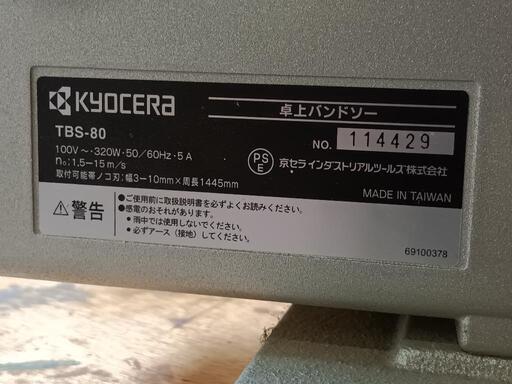 KYOCERA
卓上バンドソー
TBS-80
NO. 114429
100V～・320W・50／60Hz・5A
n₀:1.5－15m/s
取付可能帯ノコ刃:幅3－10mm×周長1445mm
PS
E
京セラインダストリアルツールズ株式会社
MADE IN TAIWAN
警告
●ご使用前に取扱説明書を必ずよくお読みください。
●感電のおそれがあります。
● 雨中では使用しないでください。
● 必ずアース（接地）してください。
69100378